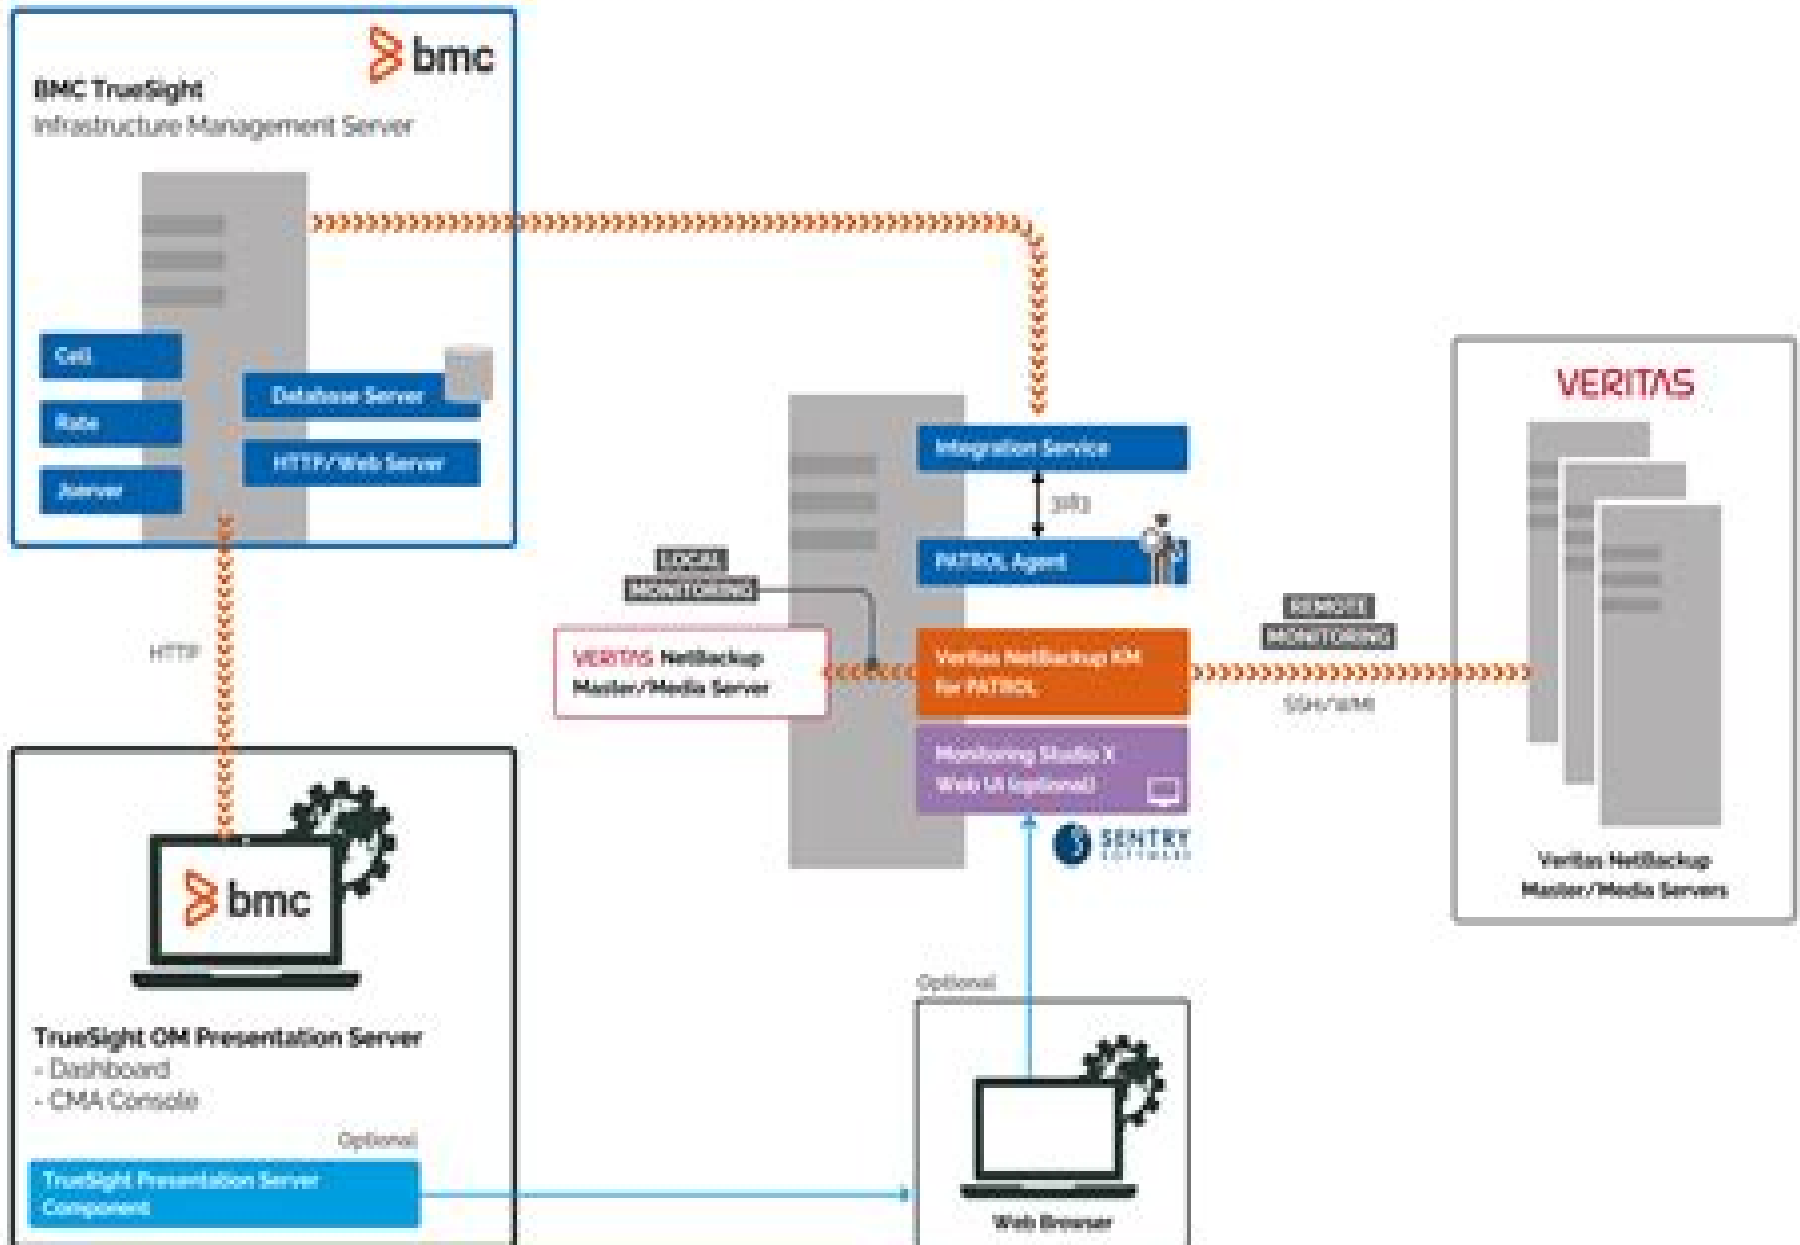 bmc
BMC TrueSight
Infrastructure Management Server
Cell
Rate
Jserver
Database Server
HTTP/Web Server
HTTP
bmc
TrueSight OM Presentation Server
- Dashboard
- CMA Console
Optional
TrueSight Presentation Server
Component
LOCAL
MONITORING
VERITAS NetBackup
Master/Media Server
Integration Service
3183
PATROL Agent
Veritas NetBackup KM
for PATROL
Monitoring Studio X
Web UI (optional)
SENTRY
SOFTWARE
REMOTE
MONITORING
SSH/WMI
VERITAS
Veritas NetBackup
Master/Media Servers
Optional
Web Browser